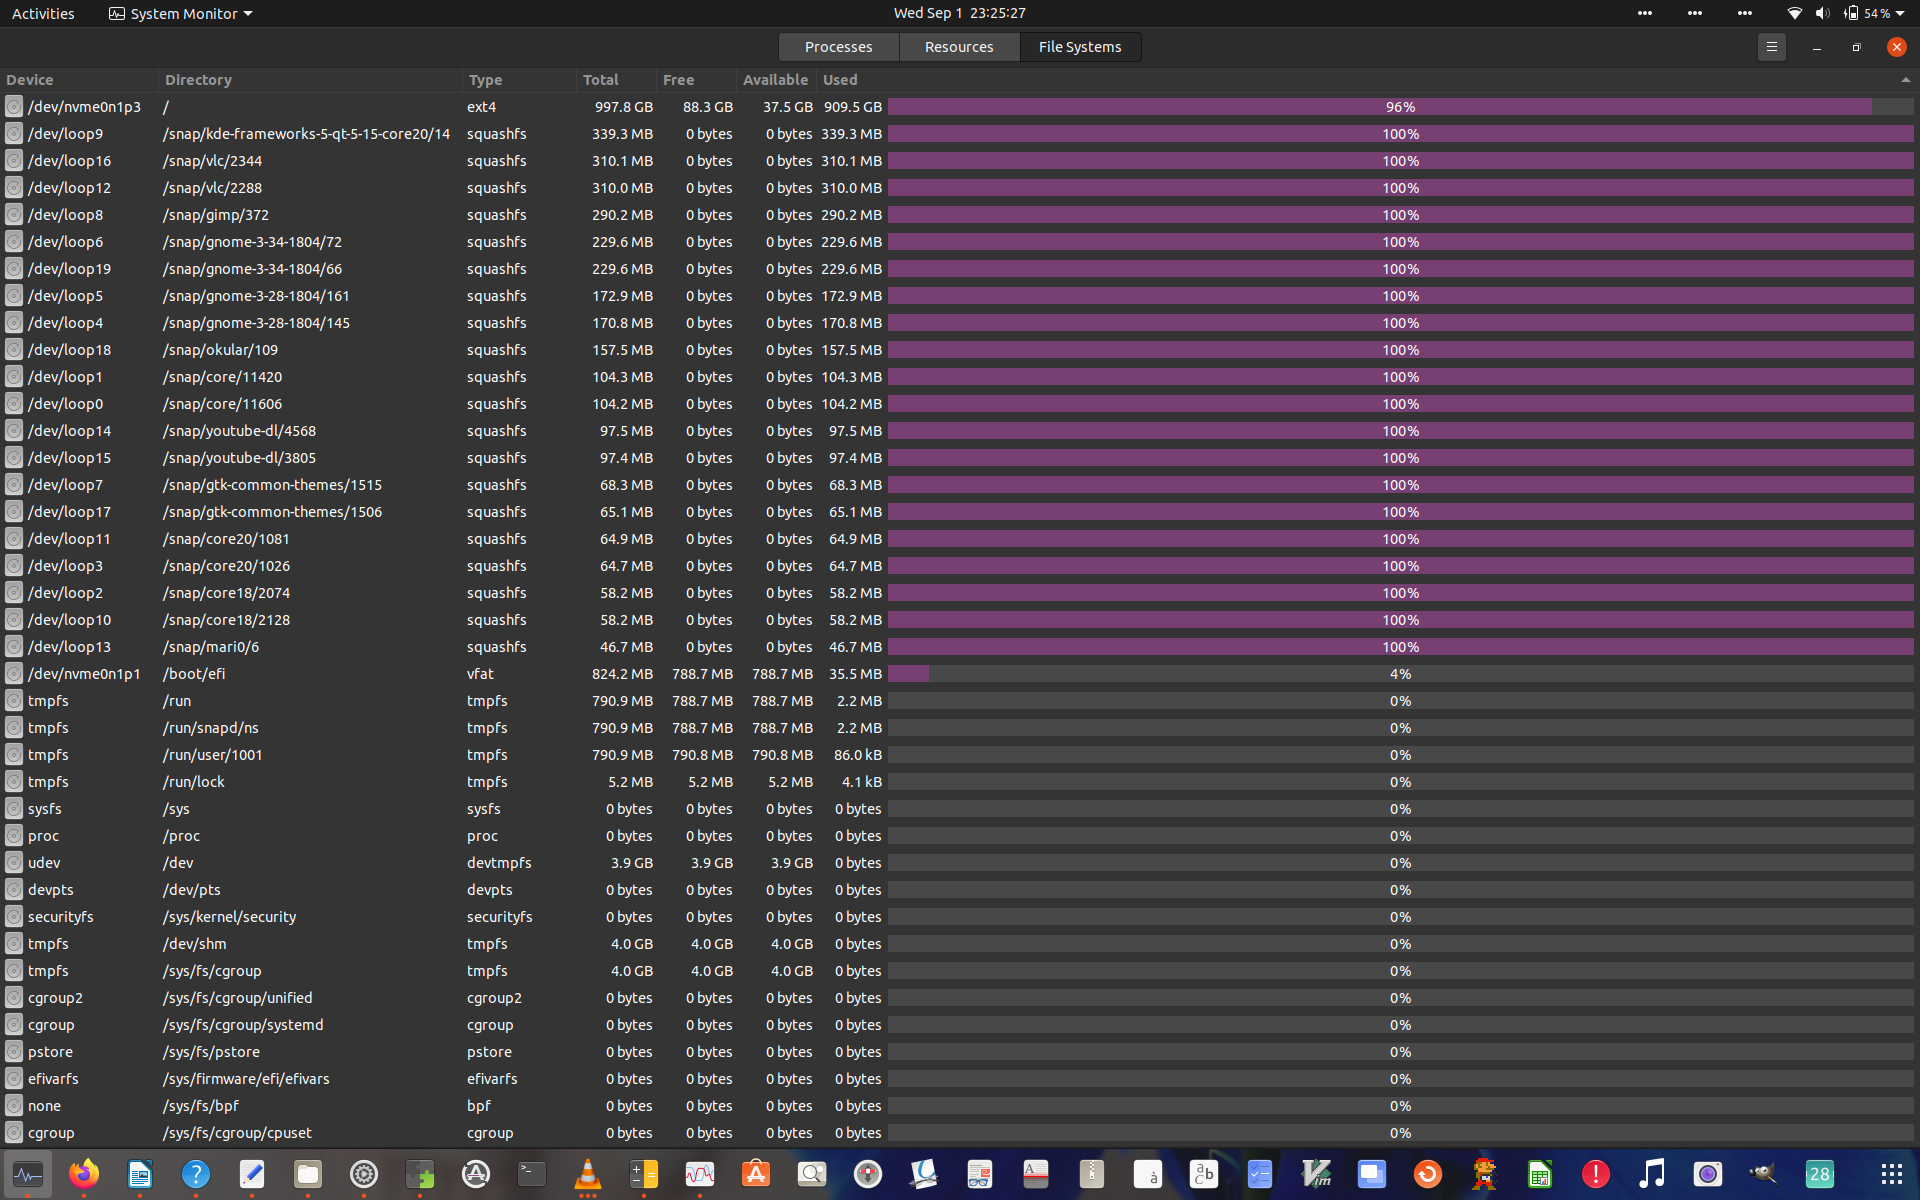 Activities System Monitor Wed Sep 1 23:25:27 54 %
Processes Resources File Systems
Device Directory Type Total Free Available Used
/dev/nvme0n1p3 / ext4 997.8 GB 88.3 GB 37.5 GB 909.5 GB 96%
/dev/loop9 /snap/kde-frameworks-5-qt-5-15-core20/14 squashfs 339.3 MB 0 bytes 0 bytes 339.3 MB 100%
/dev/loop16 /snap/vlc/2344 squashfs 310.1 MB 0 bytes 0 bytes 310.1 MB 100%
/dev/loop12 /snap/vlc/2288 squashfs 310.0 MB 0 bytes 0 bytes 310.0 MB 100%
/dev/loop8 /snap/gimp/372 squashfs 290.2 MB 0 bytes 0 bytes 290.2 MB 100%
/dev/loop6 /snap/gnome-3-34-1804/72 squashfs 229.6 MB 0 bytes 0 bytes 229.6 MB 100%
/dev/loop19 /snap/gnome-3-34-1804/66 squashfs 229.6 MB 0 bytes 0 bytes 229.6 MB 100%
/dev/loop5 /snap/gnome-3-28-1804/161 squashfs 172.9 MB 0 bytes 0 bytes 172.9 MB 100%
/dev/loop4 /snap/gnome-3-28-1804/145 squashfs 170.8 MB 0 bytes 0 bytes 170.8 MB 100%
/dev/loop18 /snap/okular/109 squashfs 157.5 MB 0 bytes 0 bytes 157.5 MB 100%
/dev/loop1 /snap/core/11420 squashfs 104.3 MB 0 bytes 0 bytes 104.3 MB 100%
/dev/loop0 /snap/core/11606 squashfs 104.2 MB 0 bytes 0 bytes 104.2 MB 100%
/dev/loop14 /snap/youtube-dl/4568 squashfs 97.5 MB 0 bytes 0 bytes 97.5 MB 100%
/dev/loop15 /snap/youtube-dl/3805 squashfs 97.4 MB 0 bytes 0 bytes 97.4 MB 100%
/dev/loop7 /snap/gtk-common-themes/1515 squashfs 68.3 MB 0 bytes 0 bytes 68.3 MB 100%
/dev/loop17 /snap/gtk-common-themes/1506 squashfs 65.1 MB 0 bytes 0 bytes 65.1 MB 100%
/dev/loop11 /snap/core20/1081 squashfs 64.9 MB 0 bytes 0 bytes 64.9 MB 100%
/dev/loop3 /snap/core20/1026 squashfs 64.7 MB 0 bytes 0 bytes 64.7 MB 100%
/dev/loop2 /snap/core18/2074 squashfs 58.2 MB 0 bytes 0 bytes 58.2 MB 100%
/dev/loop10 /snap/core18/2128 squashfs 58.2 MB 0 bytes 0 bytes 58.2 MB 100%
/dev/loop13 /snap/mari0/6 squashfs 46.7 MB 0 bytes 0 bytes 46.7 MB 100%
/dev/nvme0n1p1 /boot/efi vfat 824.2 MB 788.7 MB 788.7 MB 35.5 MB 4%
tmpfs /run tmpfs 790.9 MB 788.7 MB 788.7 MB 2.2 MB 0%
tmpfs /run/snapd/ns tmpfs 790.9 MB 788.7 MB 788.7 MB 2.2 MB 0%
tmpfs /run/user/1001 tmpfs 790.9 MB 790.8 MB 790.8 MB 86.0 kB 0%
tmpfs /run/lock tmpfs 5.2 MB 5.2 MB 5.2 MB 4.1 kB 0%
sysfs /sys sysfs 0 bytes 0 bytes 0 bytes 0 bytes 0%
proc /proc proc 0 bytes 0 bytes 0 bytes 0 bytes 0%
udev /dev devtmpfs 3.9 GB 3.9 GB 3.9 GB 0 bytes 0%
devpts /dev/pts devpts 0 bytes 0 bytes 0 bytes 0 bytes 0%
securityfs /sys/kernel/security securityfs 0 bytes 0 bytes 0 bytes 0 bytes 0%
tmpfs /dev/shm tmpfs 4.0 GB 4.0 GB 4.0 GB 0 bytes 0%
tmpfs /sys/fs/cgroup tmpfs 4.0 GB 4.0 GB 4.0 GB 0 bytes 0%
cgroup2 /sys/fs/cgroup/unified cgroup2 0 bytes 0 bytes 0 bytes 0 bytes 0%
cgroup /sys/fs/cgroup/systemd cgroup 0 bytes 0 bytes 0 bytes 0 bytes 0%
pstore /sys/fs/pstore pstore 0 bytes 0 bytes 0 bytes 0 bytes 0%
efivarfs /sys/firmware/efi/efivars efivarfs 0 bytes 0 bytes 0 bytes 0 bytes 0%
none /sys/fs/bpf bpf 0 bytes 0 bytes 0 bytes 0 bytes 0%
cgroup /sys/fs/cgroup/cpuset cgroup 0 bytes 0 bytes 0 bytes 0 bytes 0%
28